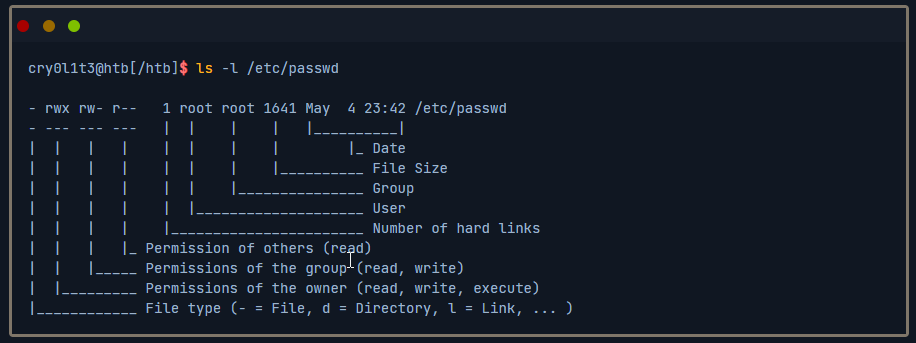 cry0l1t3@htb[/htb]$ ls -l /etc/passwd

- rwx rw- r--   1 root root 1641 May  4 23:42 /etc/passwd
- --- --- ---   |  |    |    |   |__________|
|  |   |   |    |  |    |    |        |_ Date
|  |   |   |    |  |    |    |__________ File Size
|  |   |   |    |  |    |_______________ Group
|  |   |   |    |  |____________________ User
|  |   |   |    |_______________________ Number of hard links
|  |   |   |_ Permission of others (read)
|  |   |_____ Permissions of the group (read, write)
|  |_________ Permissions of the owner (read, write, execute)
|____________ File type (- = File, d = Directory, l = Link, ... )